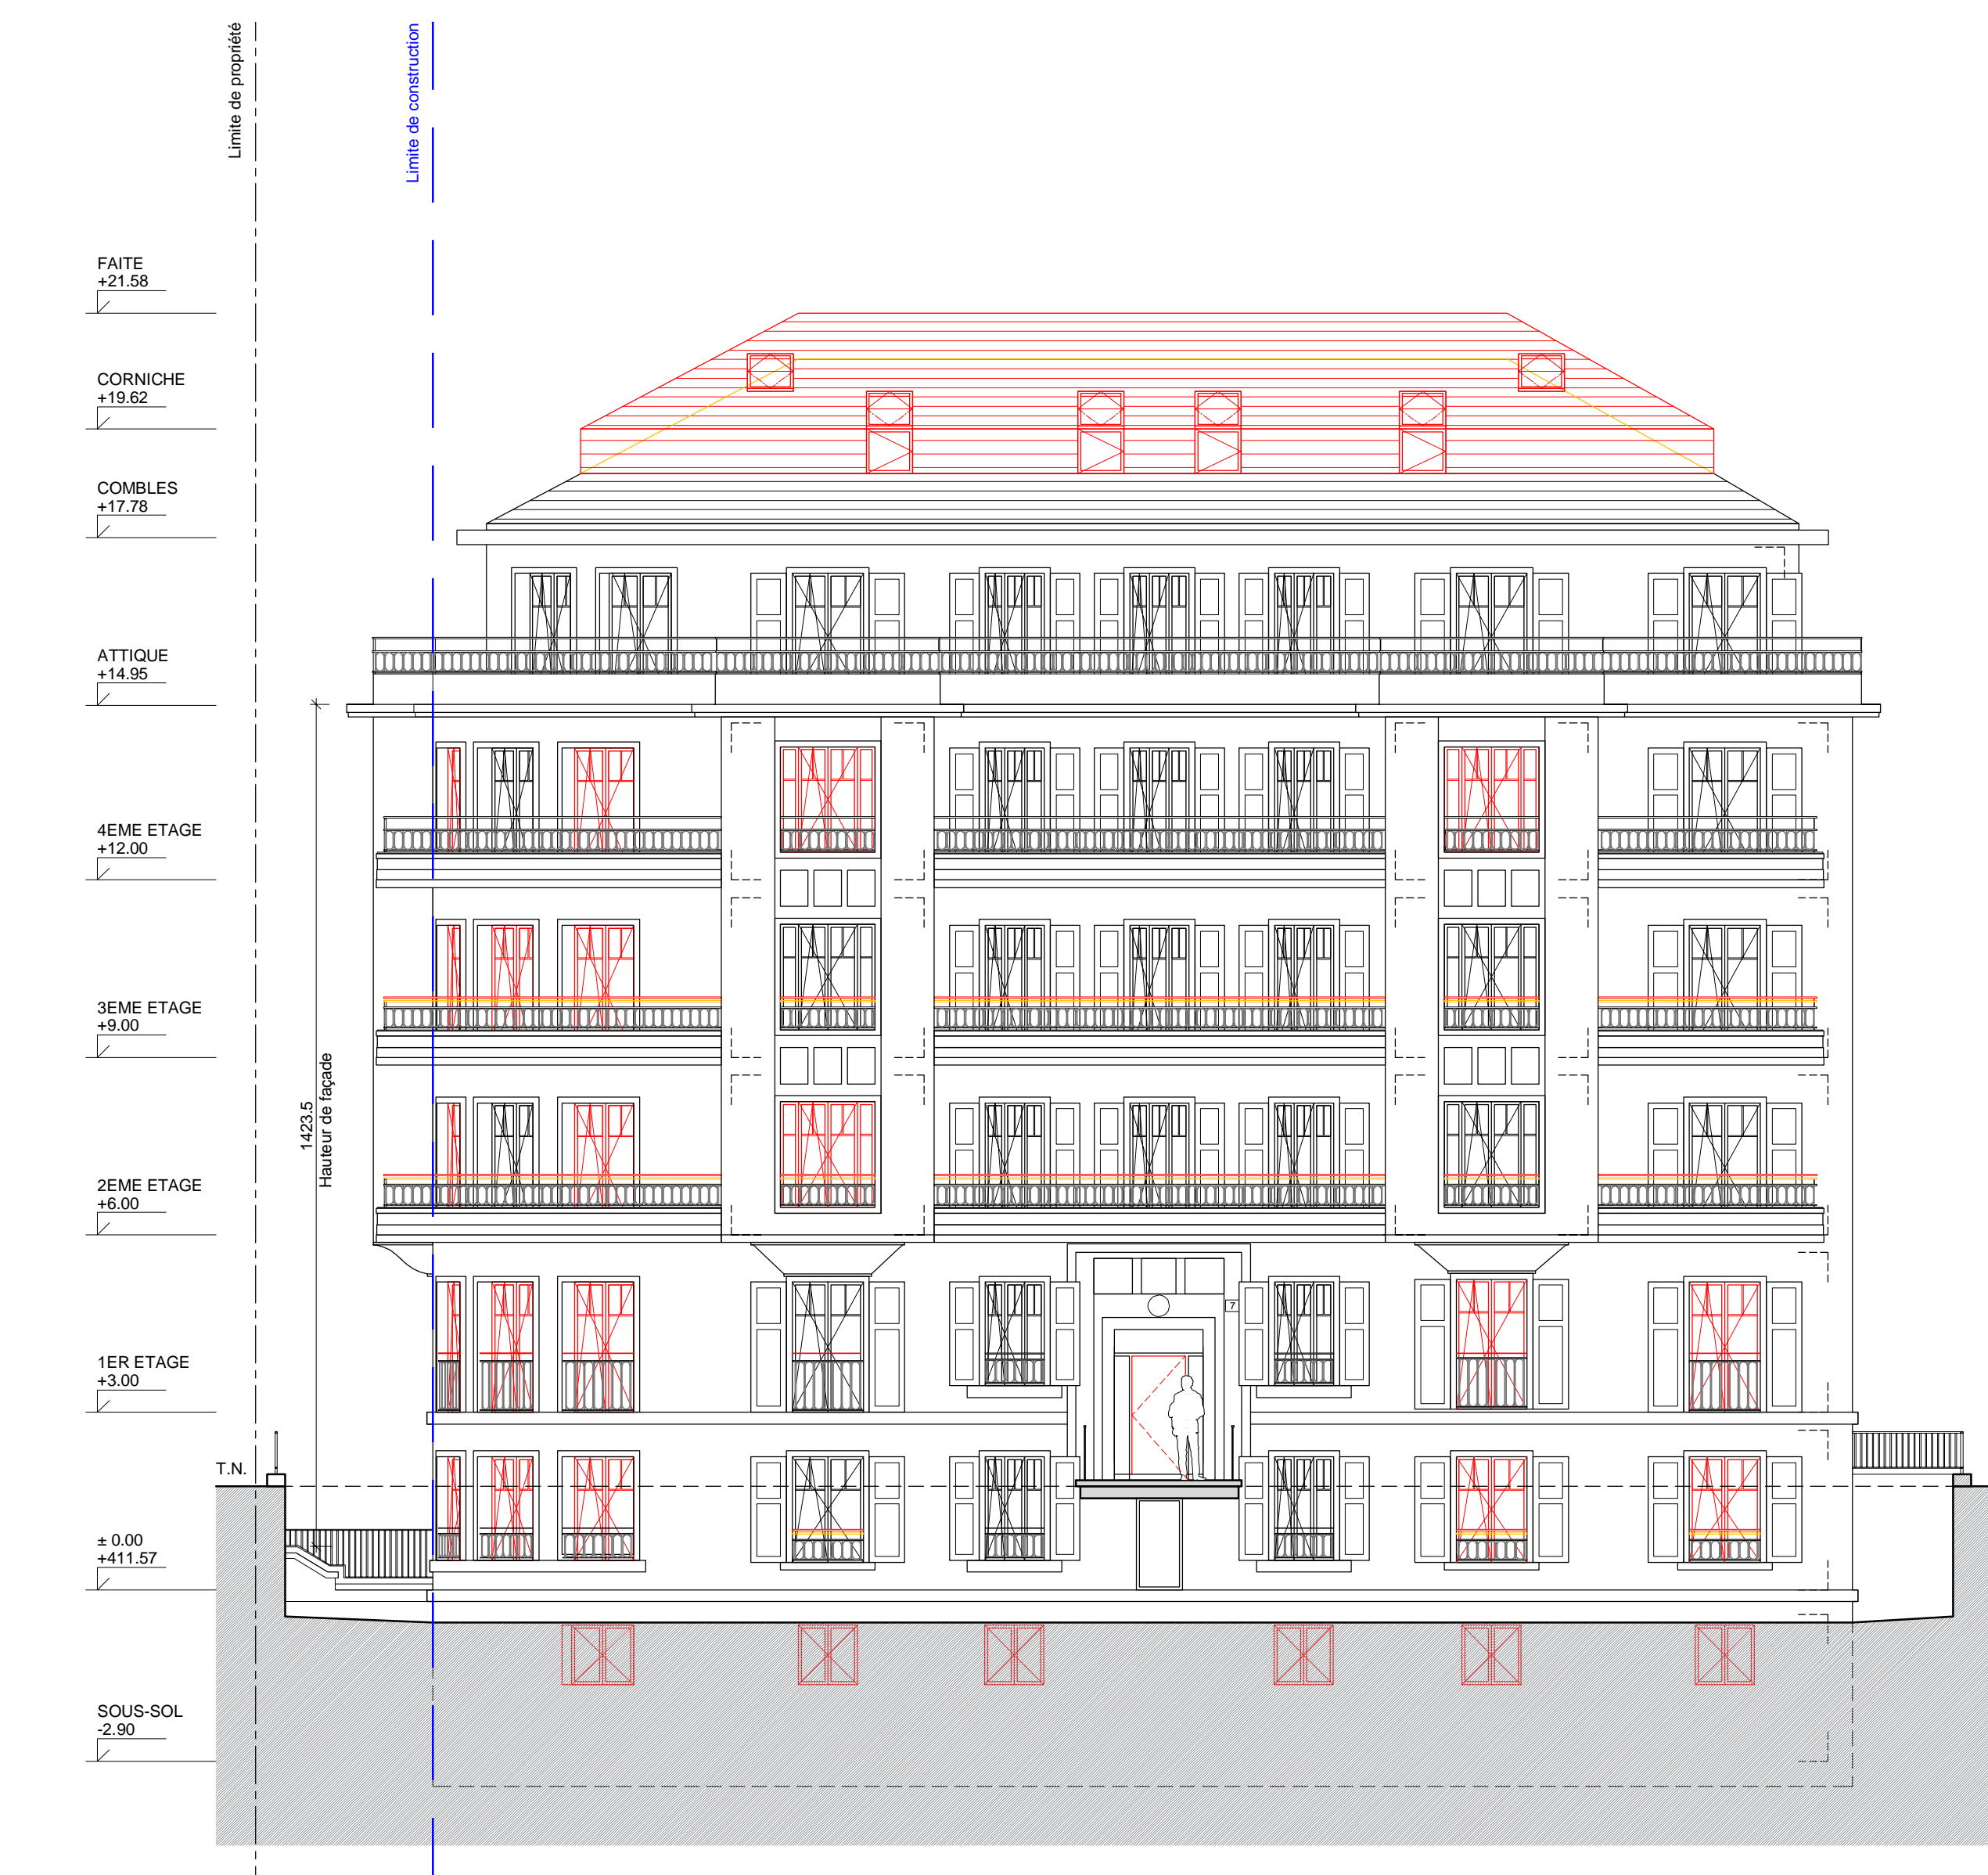 Limite de propriété
Limite de construction
FAITE
+21.58
CORNICHE
+19.62
COMBLES
+17.78
ATTIQUE
+14.95
4EME ETAGE
+12.00
3EME ETAGE
+9.00
1423.5
Hauteur de façade
2EME ETAGE
+6.00
7
1ER ETAGE
+3.00
T.N.
± 0.00
+411.57
SOUS-SOL
-2.90